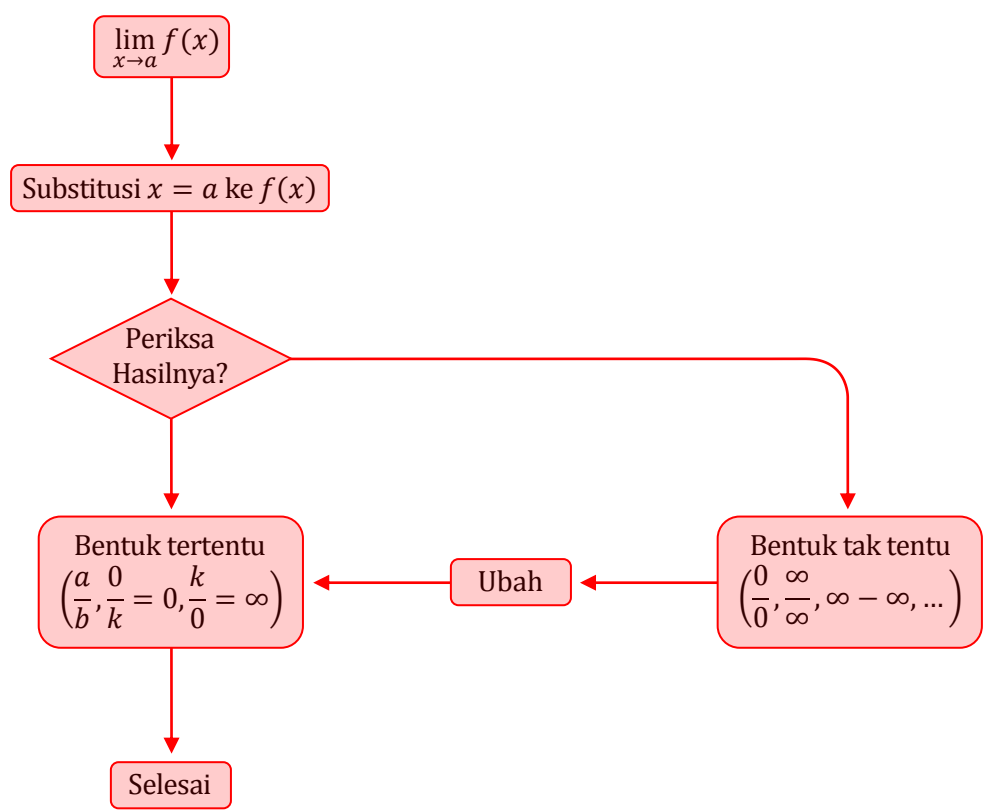 lim f(x)
x→a
Substitusi x = a ke f(x)
Periksa
Hasilnya?
Bentuk tertentu
(a/b, 0/k = 0, k/0 = ∞)
Ubah
Bentuk tak tentu
(0/0, ∞/∞, ∞ − ∞, …)
Selesai